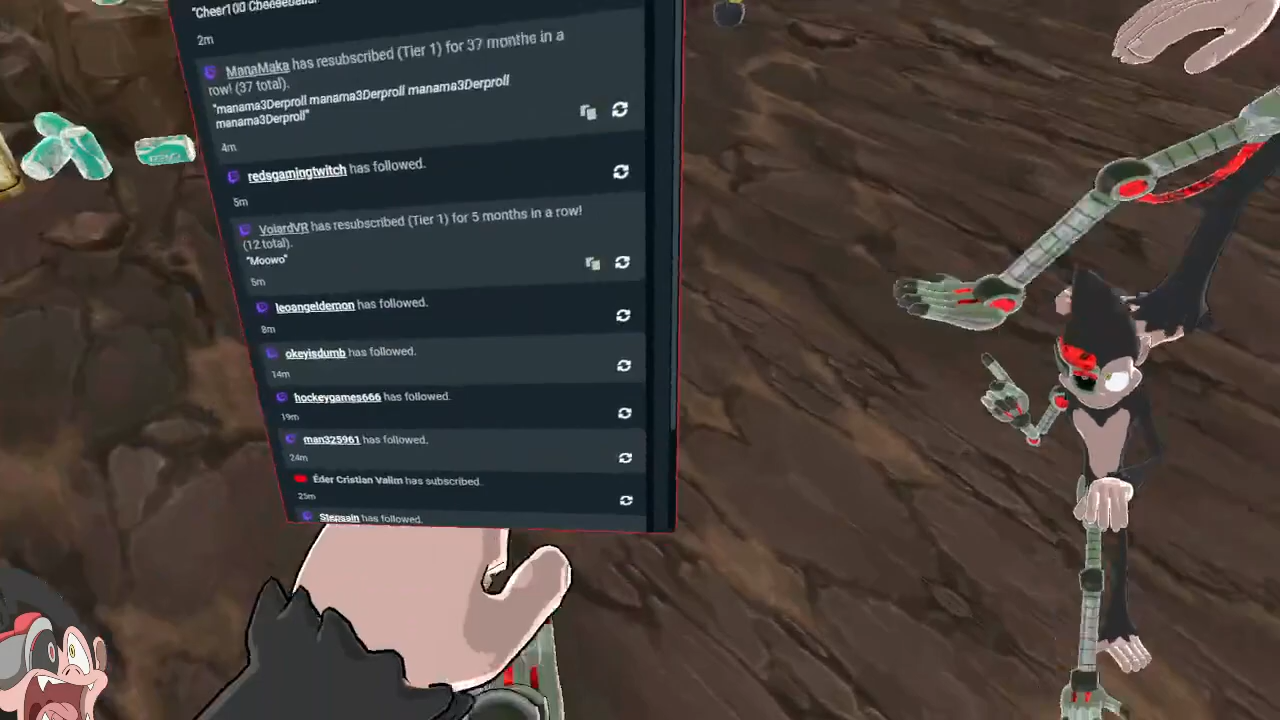 "Cheer100 Cheeseball!"
2m
ManaMaka has resubscribed (Tier 1) for 37 months in a
row! (37 total).
"manama3Derproll manama3Derproll manama3Derproll
manama3Derproll"
4m
redsgamingtwitch has followed.
5m
VolardVR has resubscribed (Tier 1) for 5 months in a row!
(12 total).
"Moowo"
5m
leoangeldemon has followed.
8m
okeyisdumb has followed.
14m
hockeygames666 has followed.
19m
man325961 has followed.
24m
Éder Cristian Valim has subscribed.
25m
has followed.